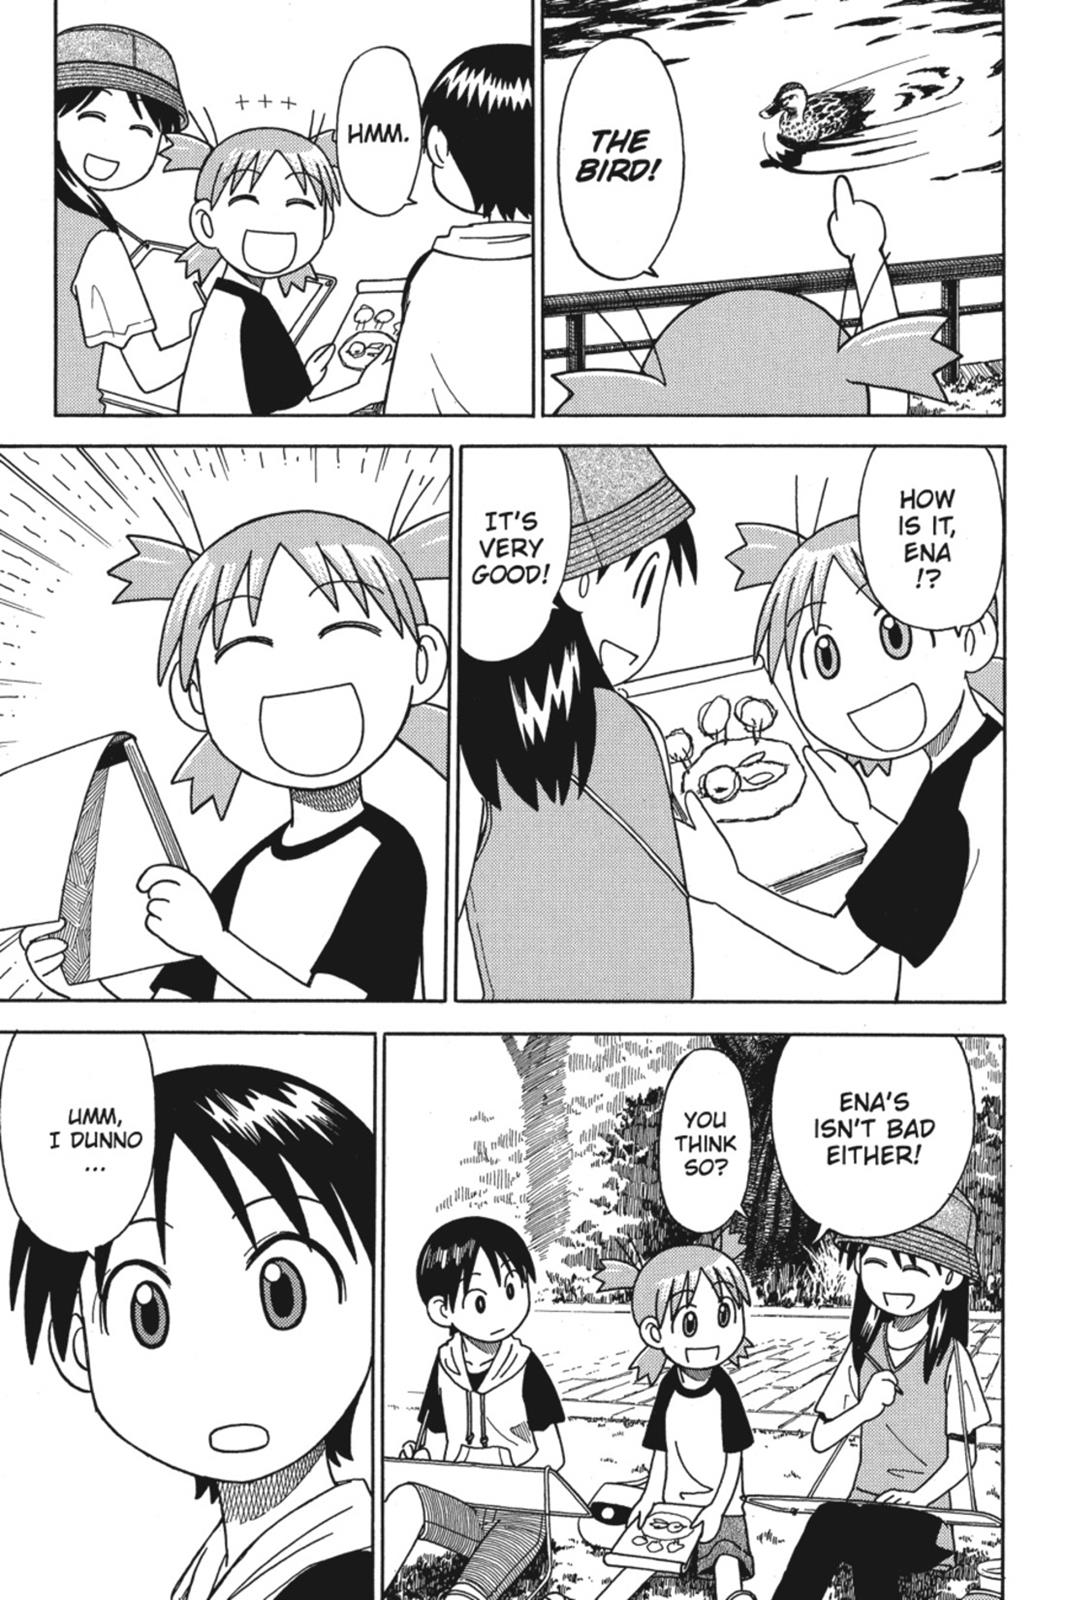 THE
BIRD!
HMM.
HOW
IS IT,
ENA
!?
IT'S
VERY
GOOD!
ENA'S
ISN'T BAD
EITHER!
YOU
THINK
SO?
UMM,
I DUNNO
...